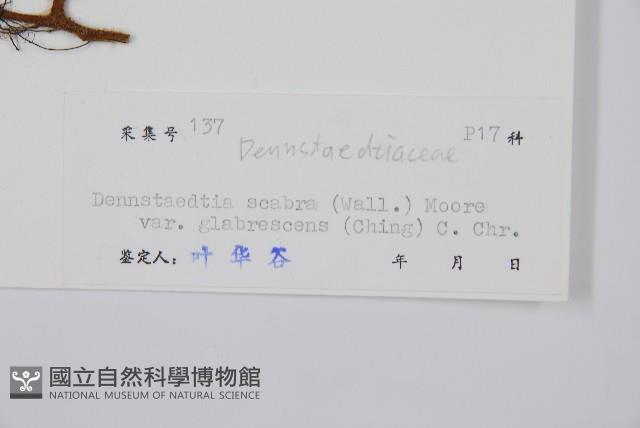 采集号 137 P17 科
Dennstaedtiaceae
Dennstaedtia scabra (Wall.) Moore
var. glabrescens (Ching) C. Chr.
鉴定人: 叶华谷 年 月 日
國立自然科學博物館
NATIONAL MUSEUM OF NATURAL SCIENCE